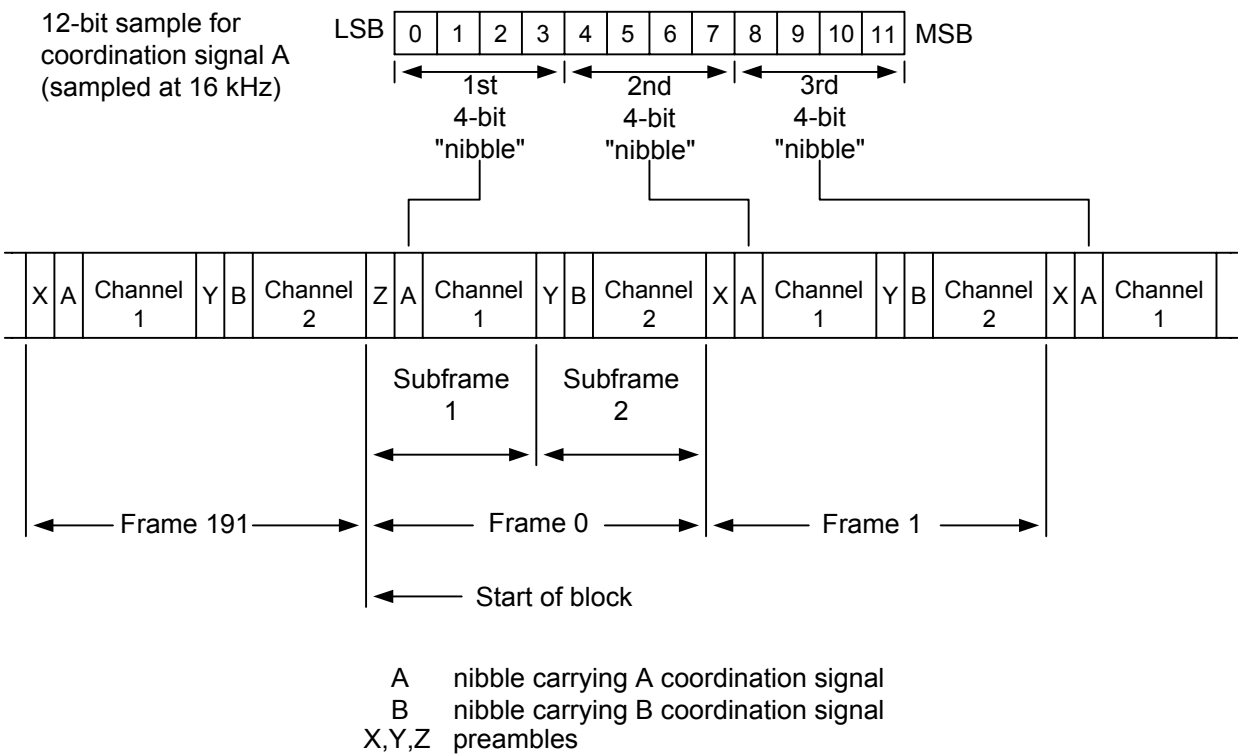 12-bit sample for
coordination signal A
(sampled at 16 kHz)
LSB 0 1 2 3 4 5 6 7 8 9 10 11 MSB
1st 2nd 3rd
4-bit 4-bit 4-bit
"nibble" "nibble" "nibble"
X A Channel 1 Y B Channel 2 Z A Channel 1 Y B Channel 2 X A Channel 1 Y B Channel 2 X A Channel 1
Subframe 1 Subframe 2
Frame 191 Frame 0 Frame 1
Start of block
A nibble carrying A coordination signal
B nibble carrying B coordination signal
X,Y,Z preambles